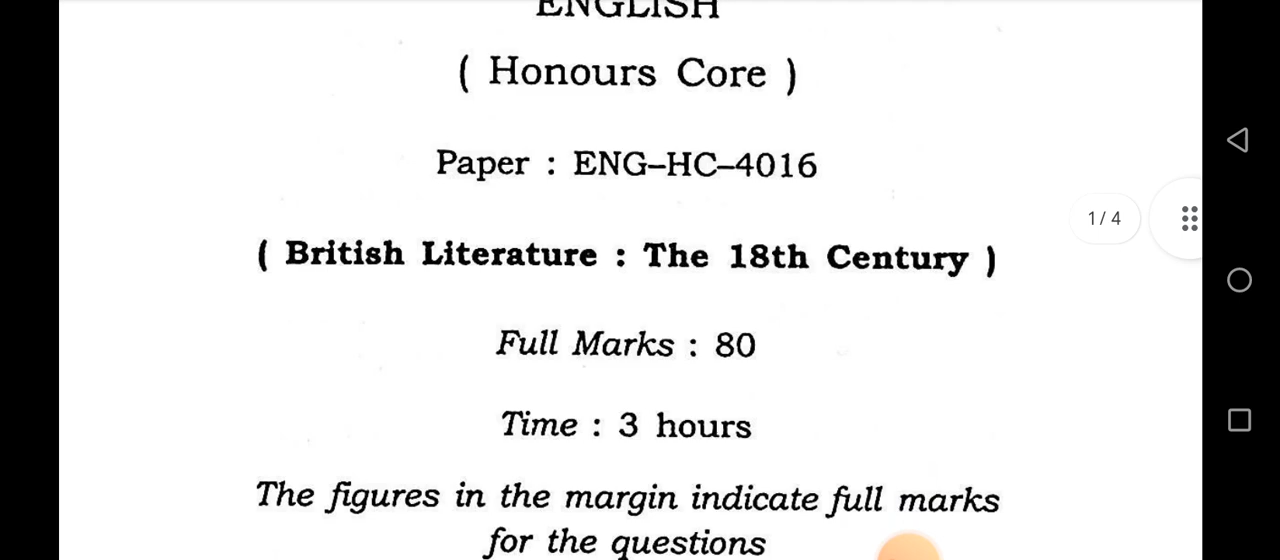 ENGLISH
( Honours Core )
Paper : ENG–HC–4016
( British Literature : The 18th Century )
1 / 4
Full Marks : 80
Time : 3 hours
The figures in the margin indicate full marks
for the questions